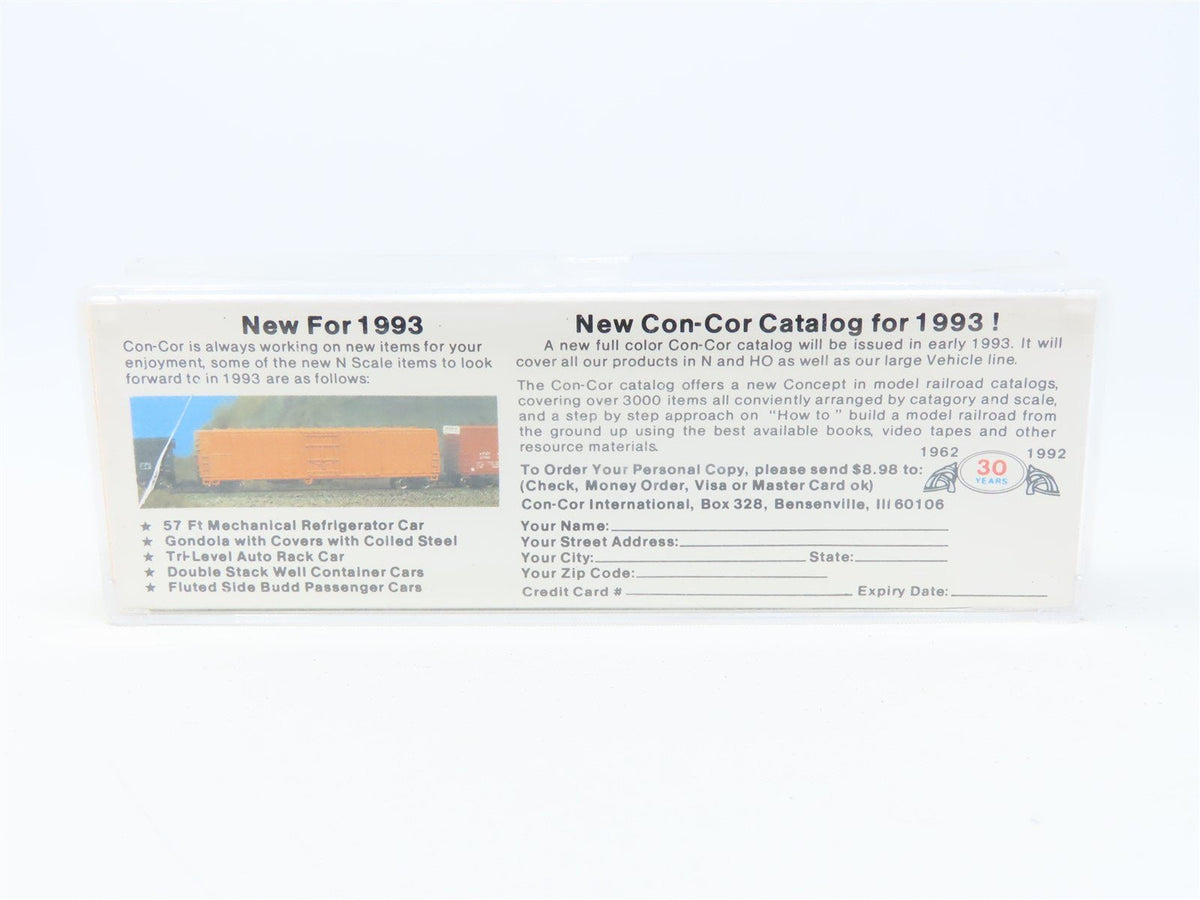 New For 1993
Con-Cor is always working on new items for your
enjoyment, some of the new N Scale items to look
forward to in 1993 are as follows:
★ 57 Ft Mechanical Refrigerator Car
★ Gondola with Covers with Coiled Steel
★ Tri-Level Auto Rack Car
★ Double Stack Well Container Cars
★ Fluted Side Budd Passenger Cars
New Con-Cor Catalog for 1993 !
A new full color Con-Cor catalog will be issued in early 1993. It will
cover all our products in N and HO as well as our large Vehicle line.
The Con-Cor catalog offers a new Concept in model railroad catalogs,
covering over 3000 items all conviently arranged by catagory and scale,
and a step by step approach on "How to " build a model railroad from
the ground up using the best available books, video tapes and other
resource materials.
1962 1992
30
YEARS
To Order Your Personal Copy, please send $8.98 to:
(Check, Money Order, Visa or Master Card ok)
Con-Cor International, Box 328, Bensenville, Ill 60106
Your Name:
Your Street Address:
Your City: State:
Your Zip Code:
Credit Card # Expiry Date: